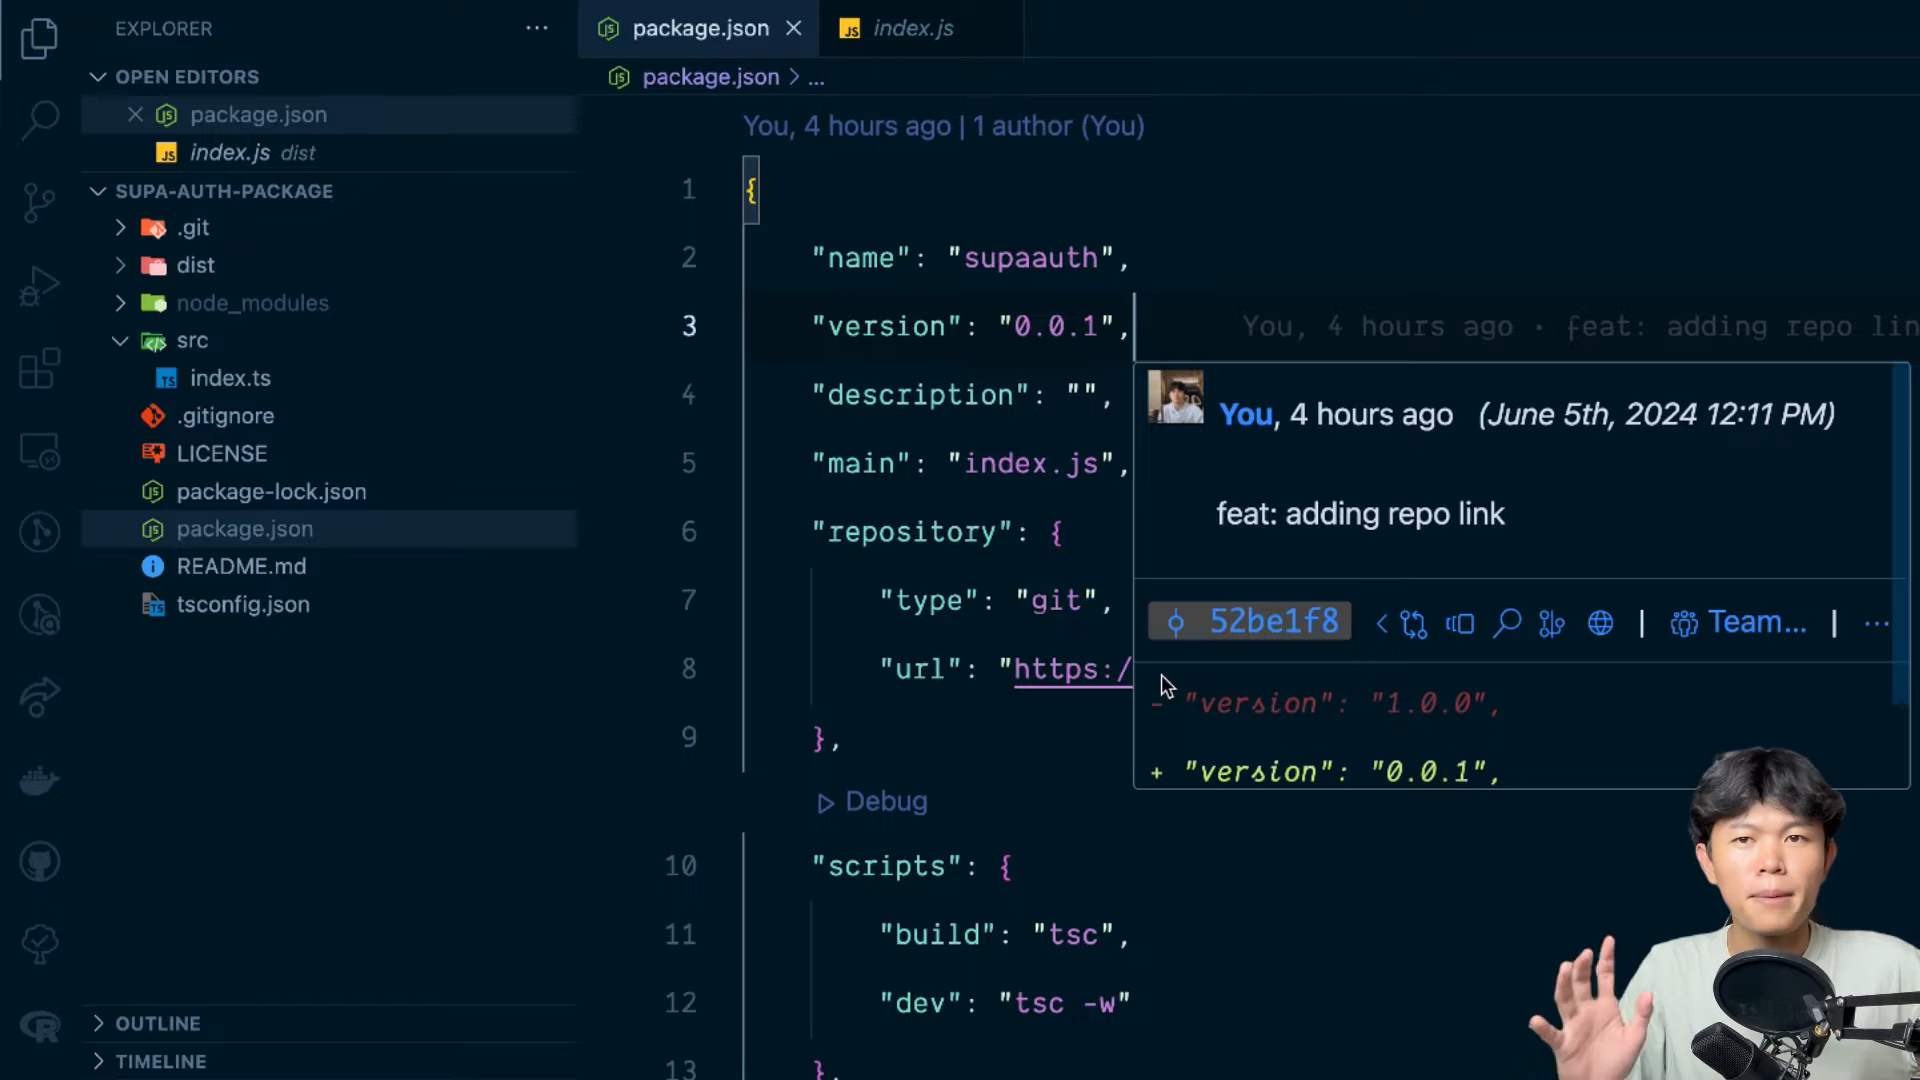 EXPLORER
OPEN EDITORS
package.json
index.js dist
SUPA-AUTH-PACKAGE
.git
dist
node_modules
src
index.ts
.gitignore
LICENSE
package-lock.json
package.json
README.md
tsconfig.json
OUTLINE
TIMELINE
package.json
index.js
package.json > ...
You, 4 hours ago | 1 author (You)
1 {
2 "name": "supaauth",
3 "version": "0.0.1", You, 4 hours ago • feat: adding repo lin
4 "description": "",
5 "main": "index.js",
6 "repository": {
7 "type": "git",
8 "url": "https:/
9 },
Debug
10 "scripts": {
11 "build": "tsc",
12 "dev": "tsc -w"
13 },
You, 4 hours ago (June 5th, 2024 12:11 PM)
feat: adding repo link
52be1f8 | Team... | ...
- "version": "1.0.0",
+ "version": "0.0.1",